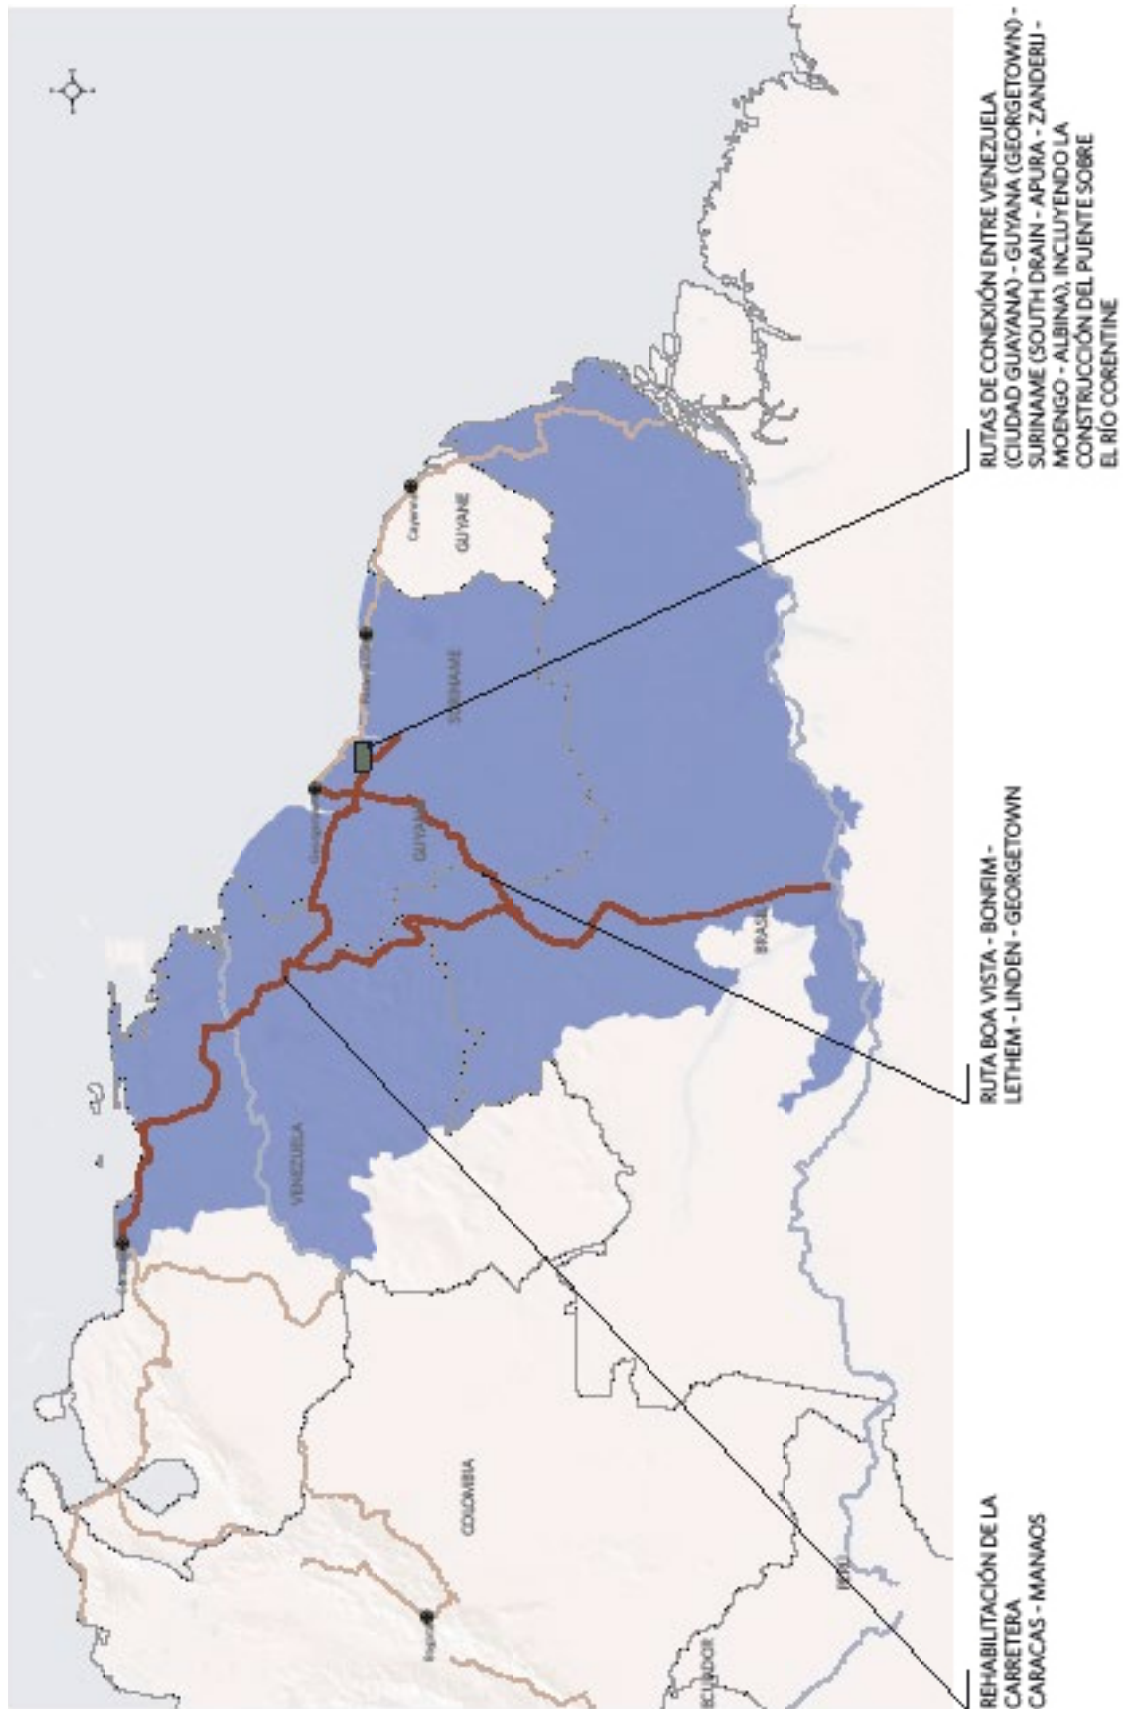 Georgetown
Cayenne
VENEZUELA
GUYANA
SURINAME
GUYANE
COLOMBIA
ECUADOR
BRASIL
REHABILITACIÓN DE LA
CARRETERA
CARACAS - MANAOS
RUTA BOA VISTA - BONFIM -
LETHEM - LINDEN - GEORGETOWN
RUTAS DE CONEXIÓN ENTRE VENEZUELA
(CIUDAD GUAYANA) - GUYANA (GEORGETOWN) -
SURINAME (SOUTH DRAIN - APURA - ZANDERIJ -
MOENGO - ALBINA), INCLUYENDO LA
CONSTRUCCIÓN DEL PUENTE SOBRE
EL RÍO CORENTINE